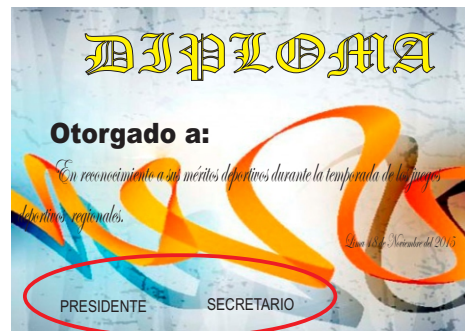 DIPLOMA
Otorgado a:
En reconocimiento a sus méritos deportivos durante la temporada de los juegos
deportivos, regionales.
Lima 18 de Noviembre del 2015
PRESIDENTE SECRETARIO